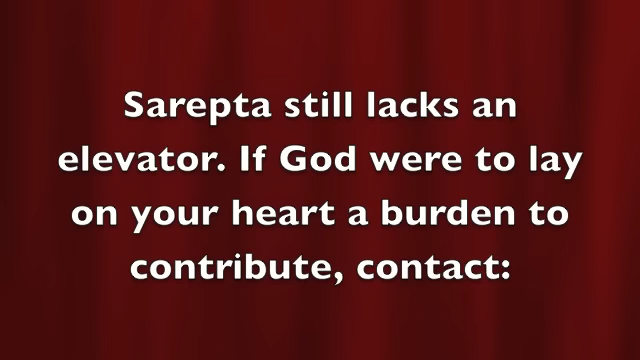 Sarepta still lacks an
elevator. If God were to lay
on your heart a burden to
contribute, contact: